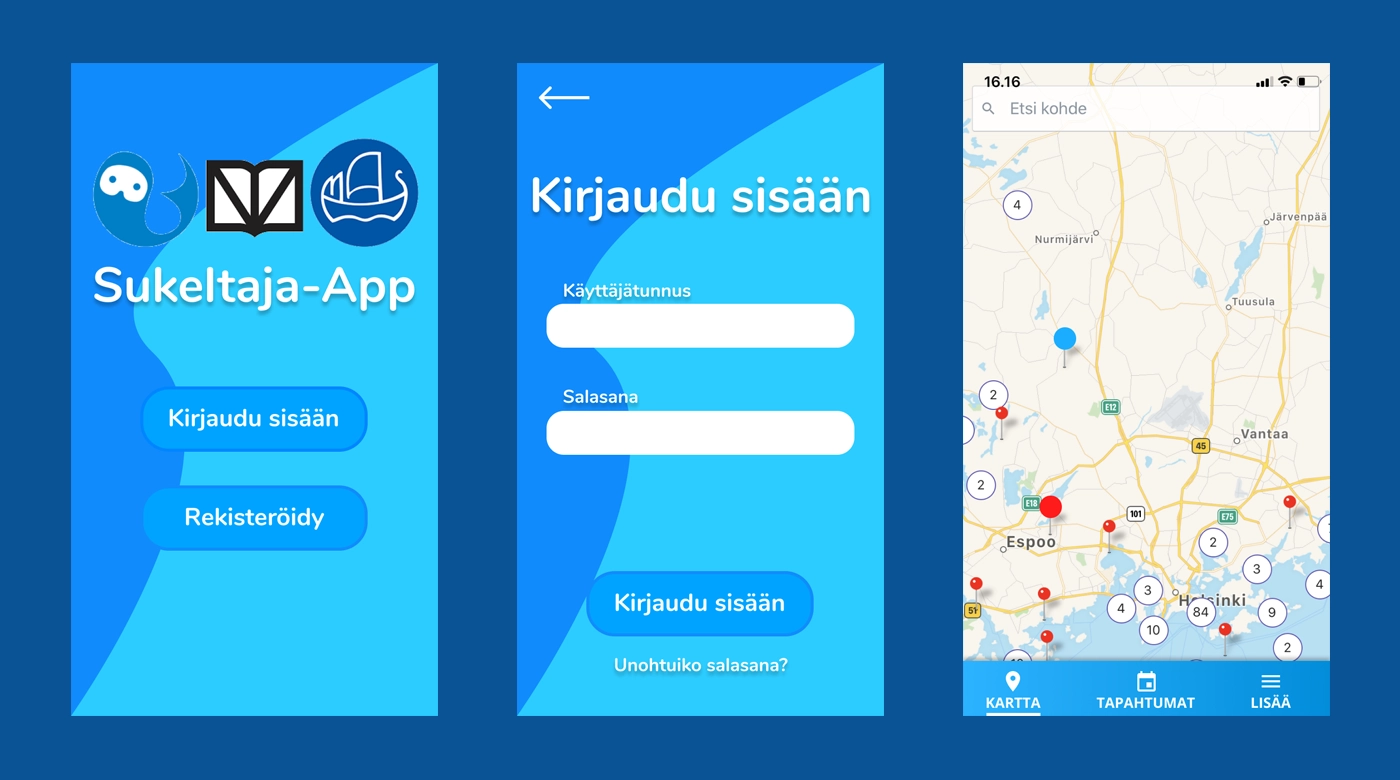 Sukeltaja-App
Kirjaudu sisään
Rekisteröidy
Kirjaudu sisään
Käyttäjätunnus
Salasana
Kirjaudu sisään
Unohtuiko salasana?
16.16
Etsi kohde
4
Järvenpää
Nurmijärvi
Tuusula
2
E12
Vantaa
45
2
E18
101
E75
Espoo
2
3
4
3
51
Helsinki
4
84
9
10
2
KARTTA
TAPAHTUMAT
LISÄÄ